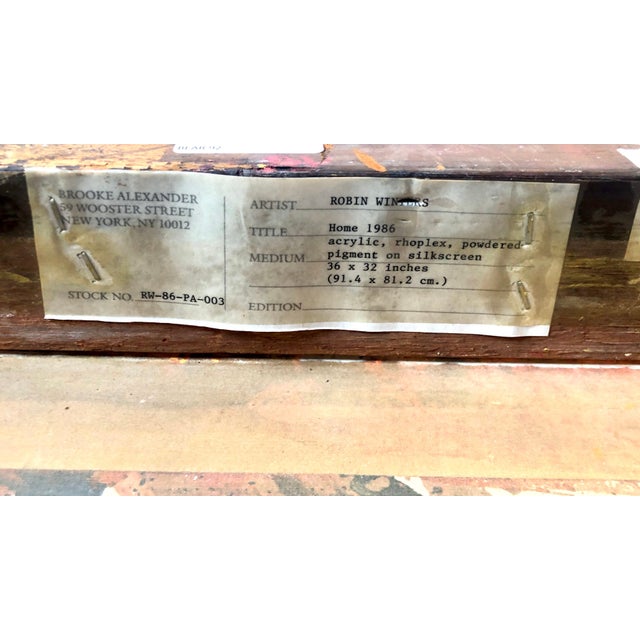 BROOKE ALEXANDER
59 WOOSTER STREET
NEW YORK, NY 10012
STOCK NO. RW-86-PA-003
ARTIST ROBIN WINTERS
TITLE Home 1986
acrylic, rhoplex, powdered
MEDIUM pigment on silkscreen
36 x 32 inches
(91.4 x 81.2 cm.)
EDITION